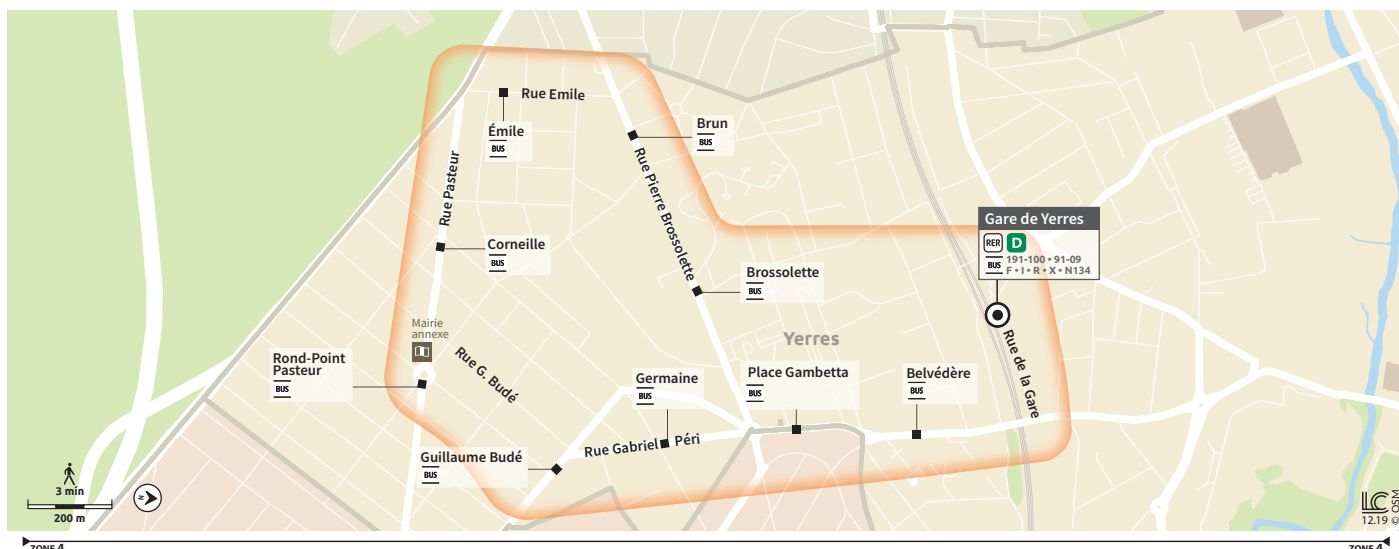 Rue Emile
Émile
BUS
Brun
BUS
Rue Pasteur
Rue Pierre Brossolette
Corneille
BUS
Gare de Yerres
RER D
BUS 191-100 • 91-09
F • I • R • X • N134
Brossolette
BUS
Mairie
annexe
Yerres
Rue de la Gare
Rond-Point
Pasteur
BUS
Rue G. Budé
Germaine
BUS
Place Gambetta
BUS
Belvédère
BUS
Rue Gabriel Péri
Guillaume Budé
BUS
3 min
200 m
N
LC
OSM
12.19 ©
ZONE 4
ZONE 4